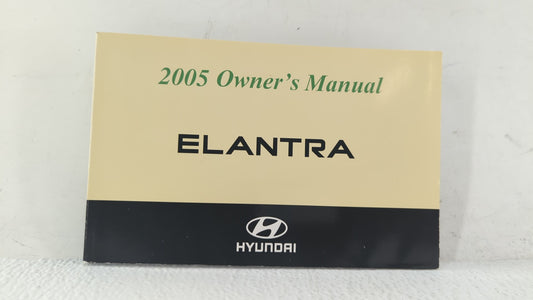 2005 Owner's Manual
ELANTRA
HYUNDAI